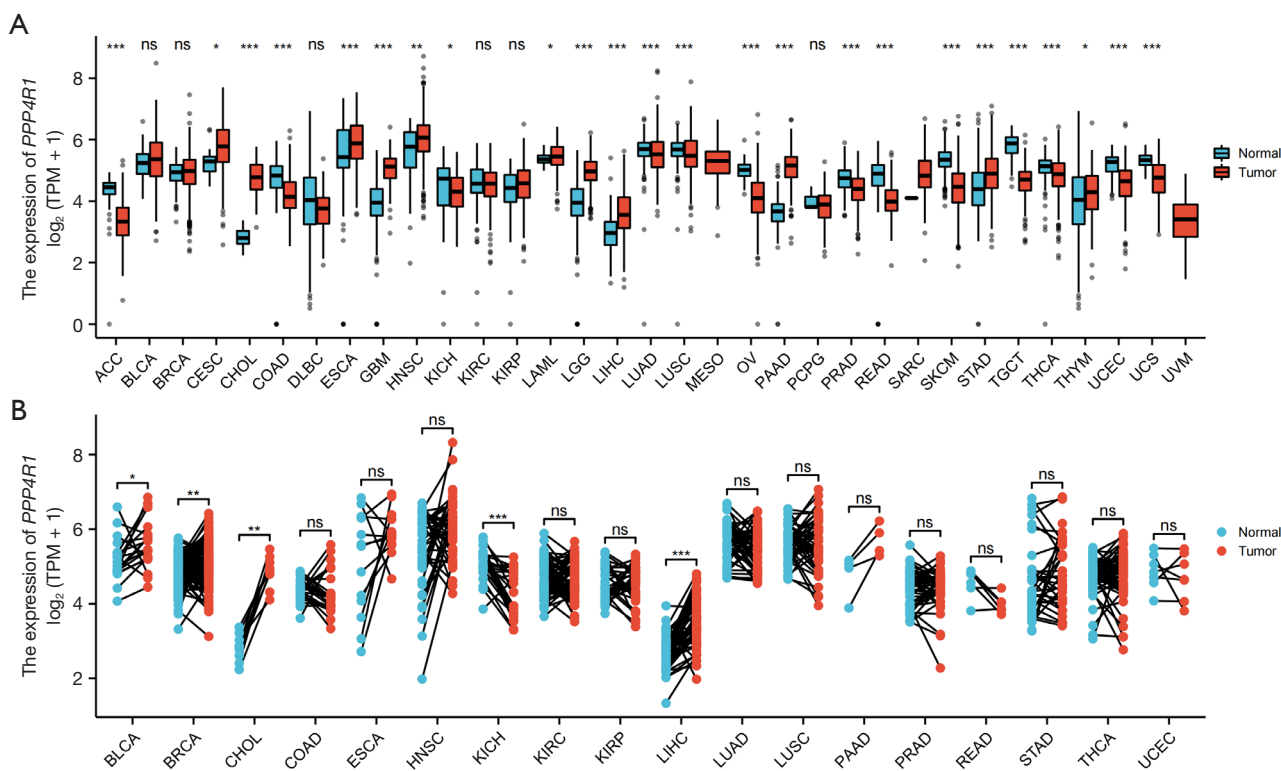 A
The expression of PPP4R1
log2 (TPM + 1)
8
6
4
2
0
*** ns ns * *** *** ns *** *** ** * ns ns * *** *** *** *** *** *** ns *** *** *** *** *** *** * *** ***
Normal
Tumor
ACC BLCA BRCA CESC CHOL COAD DLBC ESCA GBM HNSC KICH KIRC KIRP LAML LGG LIHC LUAD LUSC MESO OV PAAD PCPG PRAD READ SARC SKCM STAD TGCT THCA THYM UCEC UCS UVM
B
The expression of PPP4R1
log2 (TPM + 1)
8
6
4
2
* ** ** ns ns ns *** ns ns *** ns ns ns ns ns ns ns ns
Normal
Tumor
BLCA BRCA CHOL COAD ESCA HNSC KICH KIRC KIRP LIHC LUAD LUSC PAAD PRAD READ STAD THCA UCEC